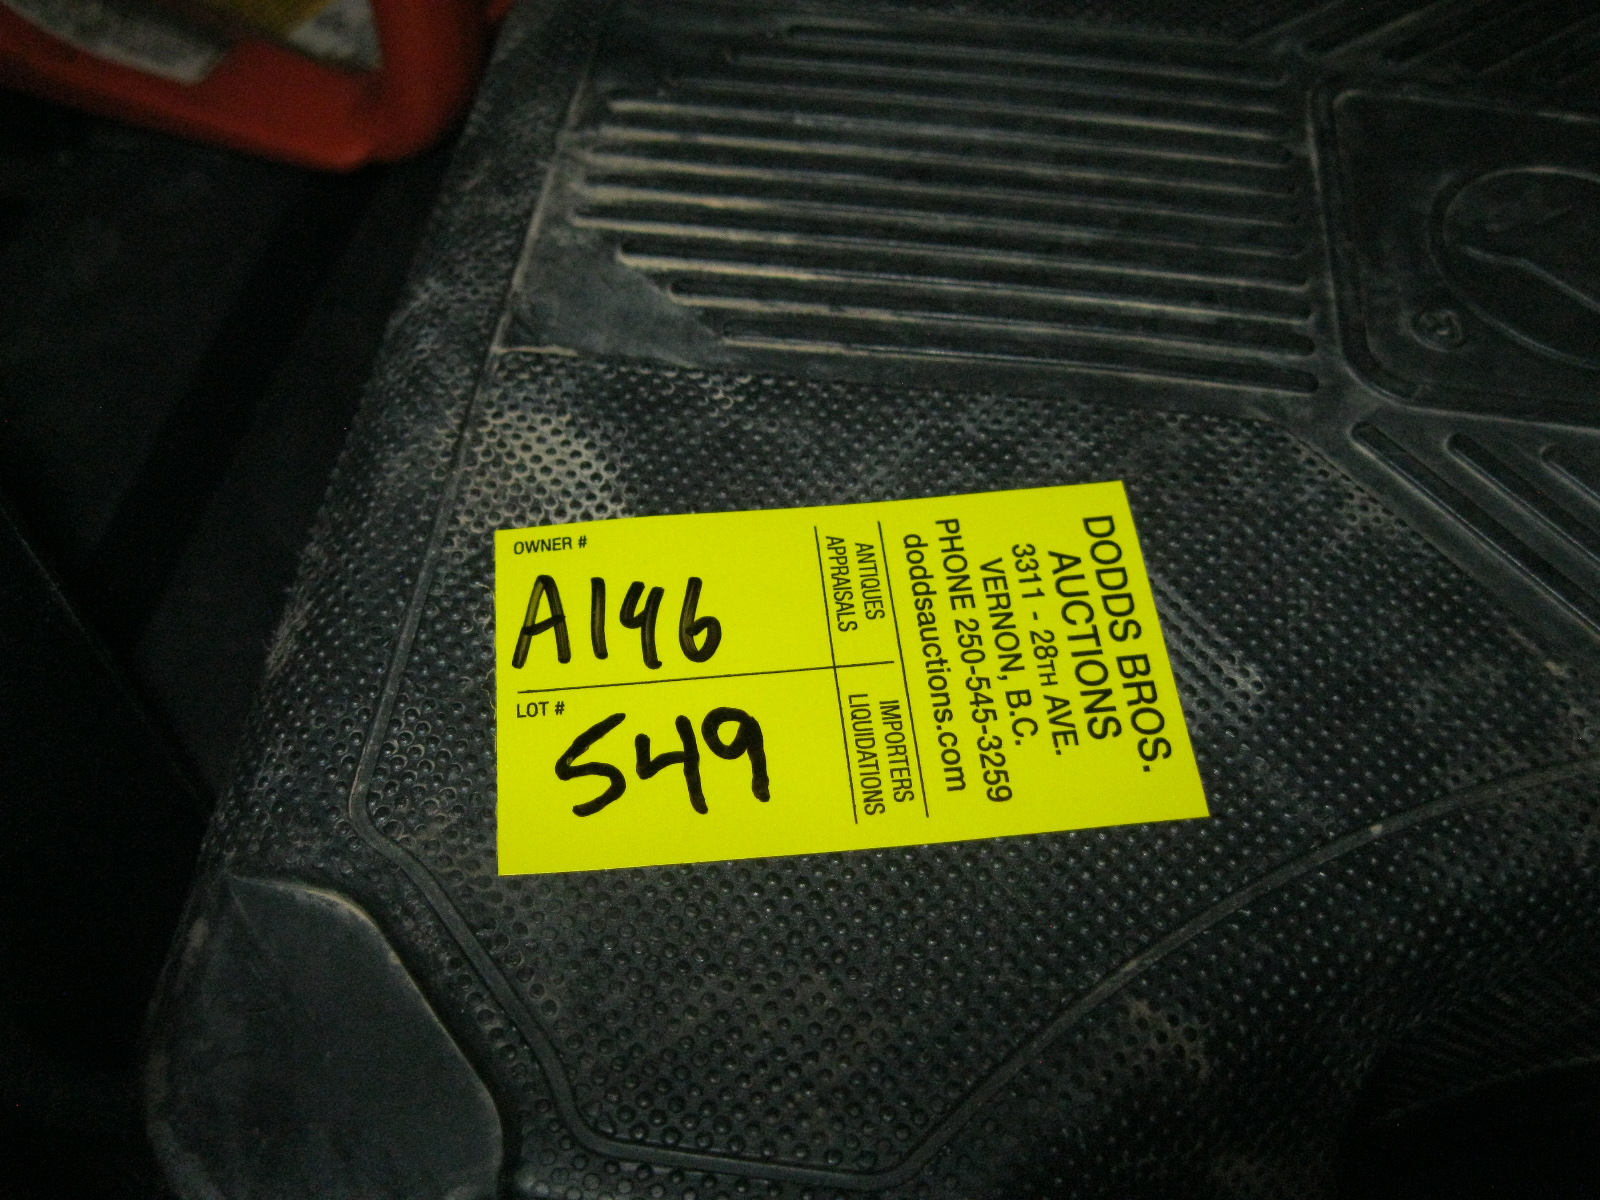 OWNER #
A146
LOT #
549
DODDS BROS.
AUCTIONS
3311 - 28TH AVE.
VERNON, B.C.
PHONE 250-545-3259
doddsauctions.com
ANTIQUES
APPRAISALS
IMPORTERS
LIQUIDATIONS